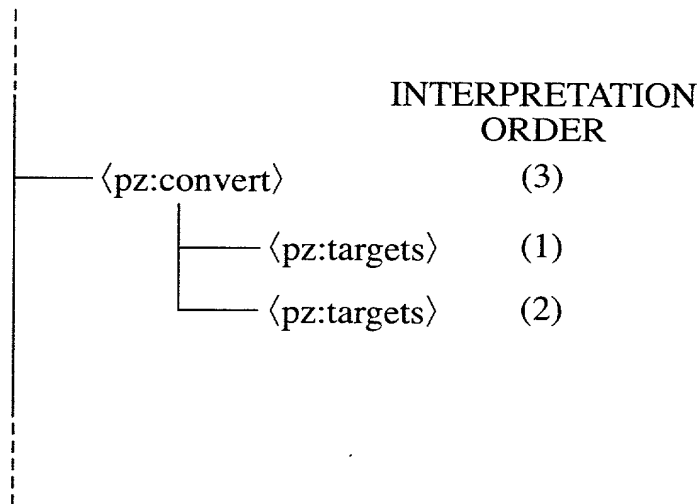 INTERPRETATION
ORDER
〈pz:convert〉 (3)
〈pz:targets〉 (1)
〈pz:targets〉 (2)